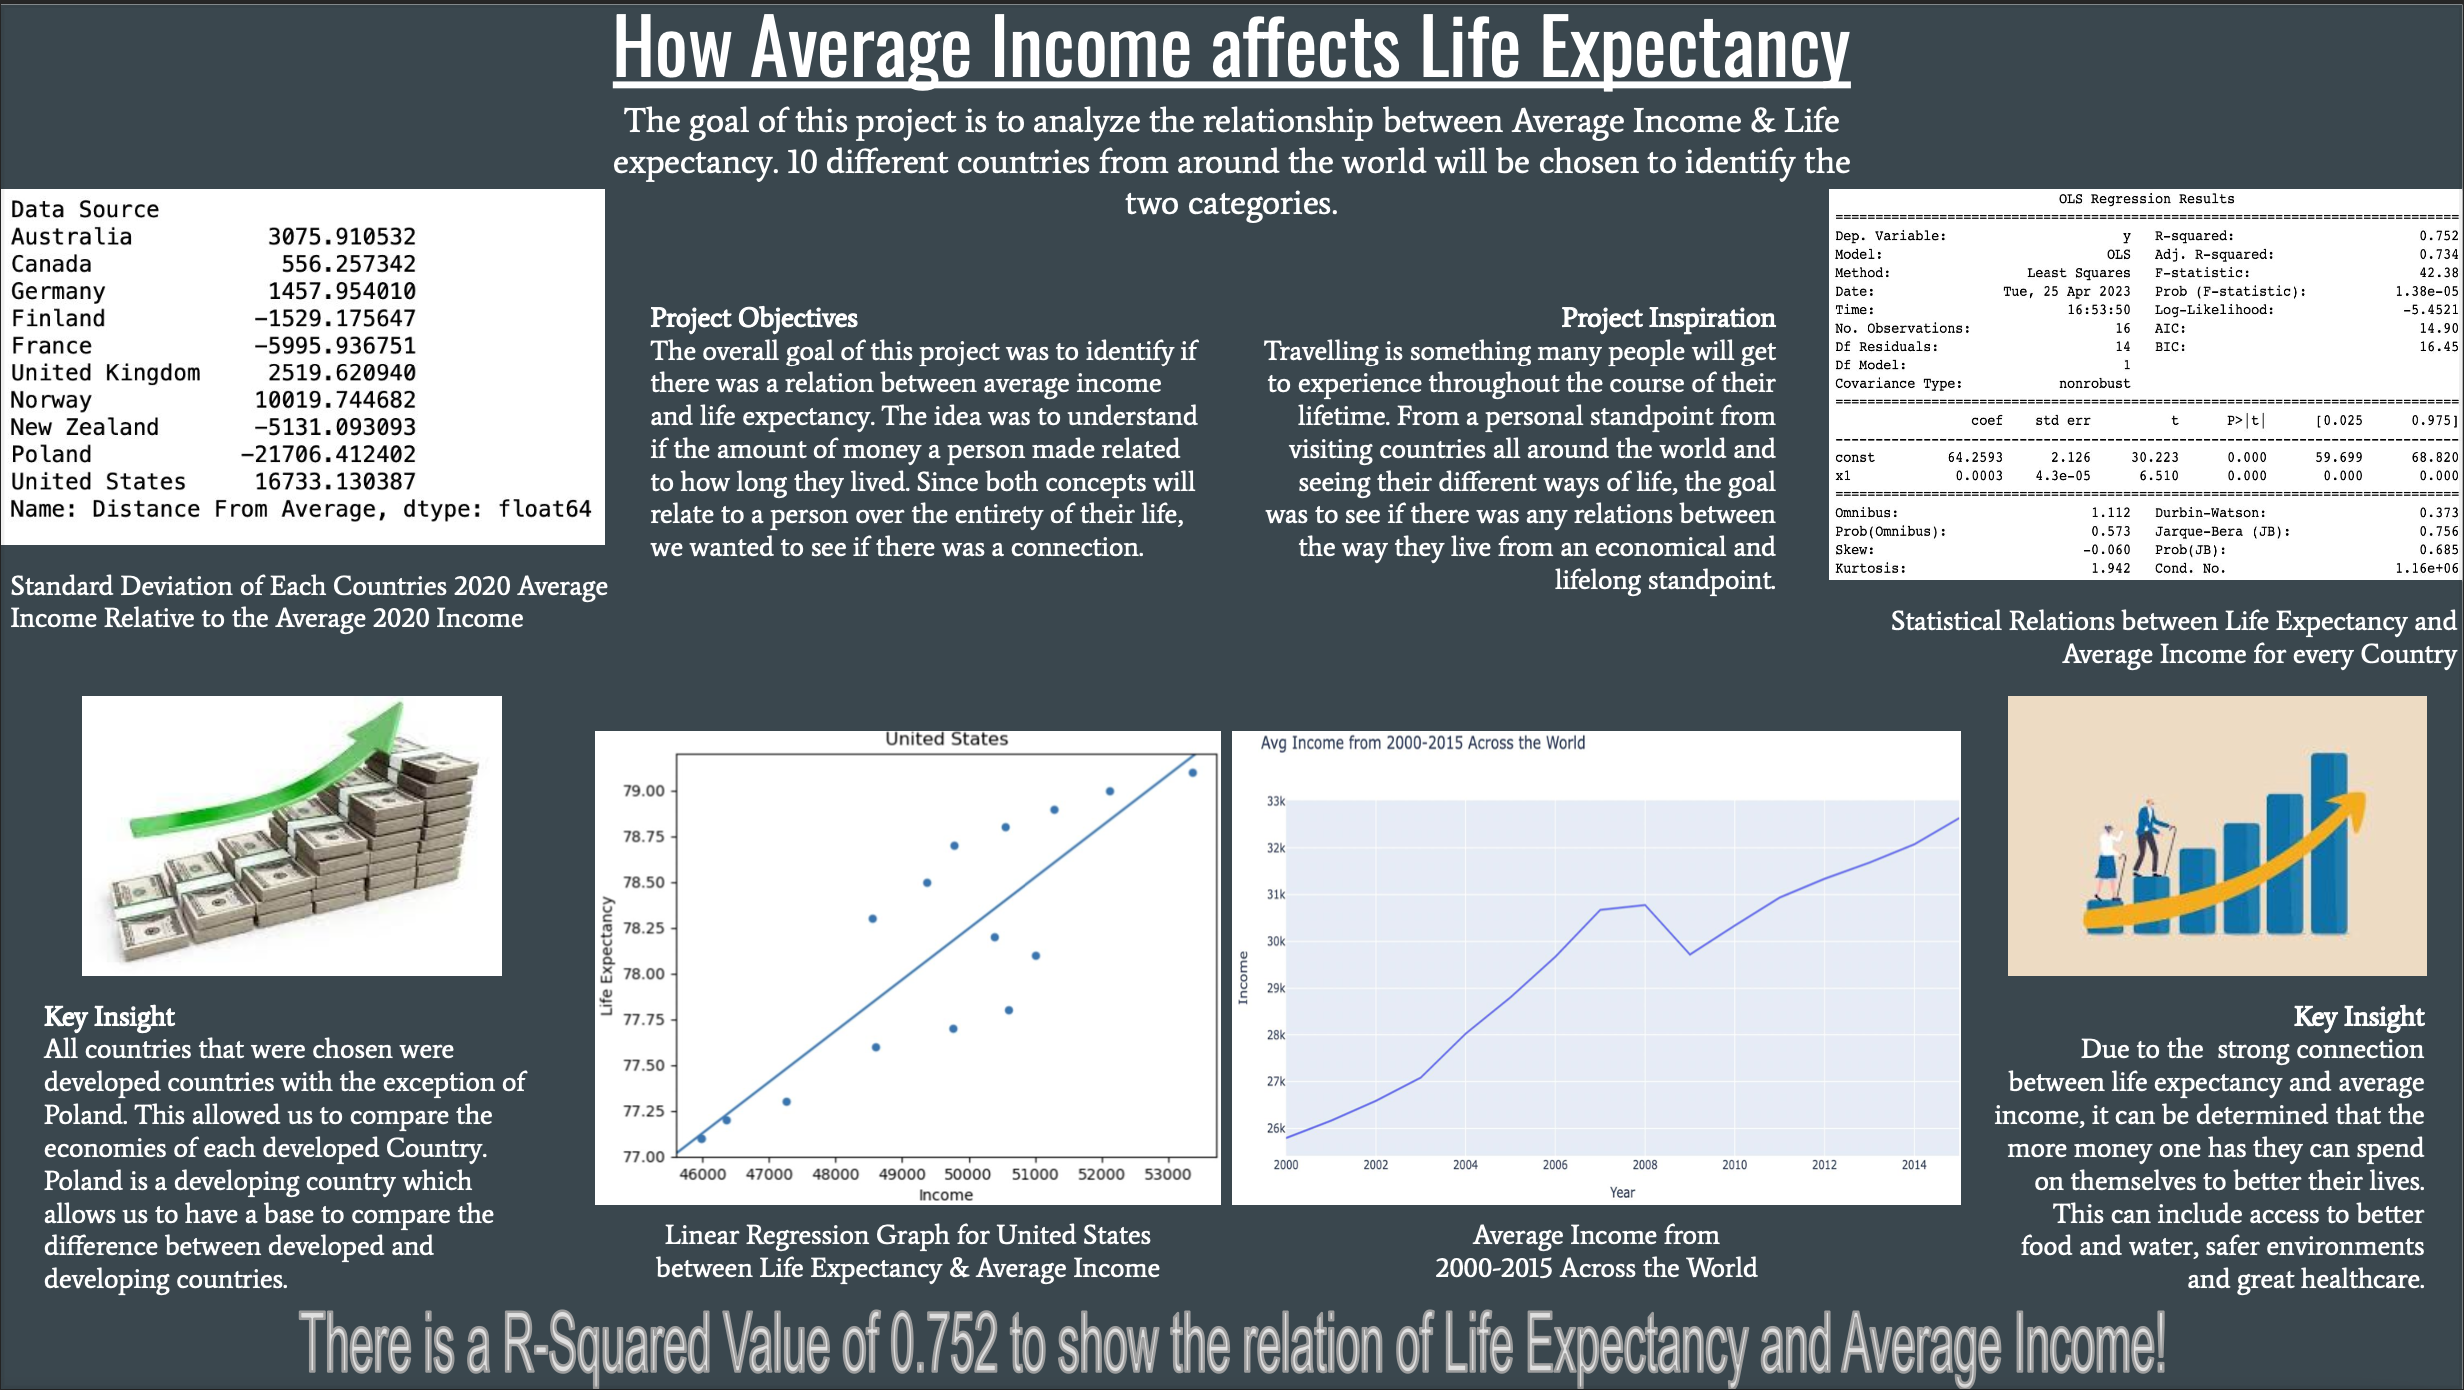 How Average Income affects Life Expectancy
The goal of this project is to analyze the relationship between Average Income & Life
expectancy. 10 different countries from around the world will be chosen to identify the
two categories.
Data Source
Australia 3075.910532
Canada 556.257342
Germany 1457.954010
Finland -1529.175647
France -5995.936751
United Kingdom 2519.620940
Norway 10019.744682
New Zealand -5131.093093
Poland -21706.412402
United States 16733.130387
Name: Distance From Average, dtype: float64
Standard Deviation of Each Countries 2020 Average
Income Relative to the Average 2020 Income
Project Objectives
The overall goal of this project was to identify if
there was a relation between average income
and life expectancy. The idea was to understand
if the amount of money a person made related
to how long they lived. Since both concepts will
relate to a person over the entirety of their life,
we wanted to see if there was a connection.
Project Inspiration
Travelling is something many people will get
to experience throughout the course of their
lifetime. From a personal standpoint from
visiting countries all around the world and
seeing their different ways of life, the goal
was to see if there was any relations between
the way they live from an economical and
lifelong standpoint.
OLS Regression Results
Dep. Variable: y R-squared: 0.752
Model: OLS Adj. R-squared: 0.734
Method: Least Squares F-statistic: 42.38
Date: Tue, 25 Apr 2023 Prob (F-statistic): 1.38e-05
Time: 16:53:50 Log-Likelihood: -5.4521
No. Observations: 16 AIC: 14.90
Df Residuals: 14 BIC: 16.45
Df Model: 1
Covariance Type: nonrobust
coef std err t P>|t| [0.025 0.975]
const 64.2593 2.126 30.223 0.000 59.699 68.820
x1 0.0003 4.3e-05 6.510 0.000 0.000 0.000
Omnibus: 1.112 Durbin-Watson: 0.373
Prob(Omnibus): 0.573 Jarque-Bera (JB): 0.756
Skew: -0.060 Prob(JB): 0.685
Kurtosis: 1.942 Cond. No. 1.16e+06
Statistical Relations between Life Expectancy and
Average Income for every Country
Key Insight
All countries that were chosen were
developed countries with the exception of
Poland. This allowed us to compare the
economies of each developed Country.
Poland is a developing country which
allows us to have a base to compare the
difference between developed and
developing countries.
United States
Life Expectancy
79.00
78.75
78.50
78.25
78.00
77.75
77.50
77.25
77.00
46000 47000 48000 49000 50000 51000 52000 53000
Income
Linear Regression Graph for United States
between Life Expectancy & Average Income
Avg Income from 2000-2015 Across the World
Income
33k
32k
31k
30k
29k
28k
27k
26k
2000 2002 2004 2006 2008 2010 2012 2014
Year
Average Income from
2000-2015 Across the World
Key Insight
Due to the strong connection
between life expectancy and average
income, it can be determined that the
more money one has they can spend
on themselves to better their lives.
This can include access to better
food and water, safer environments
and great healthcare.
There is a R-Squared Value of 0.752 to show the relation of Life Expectancy and Average Income!